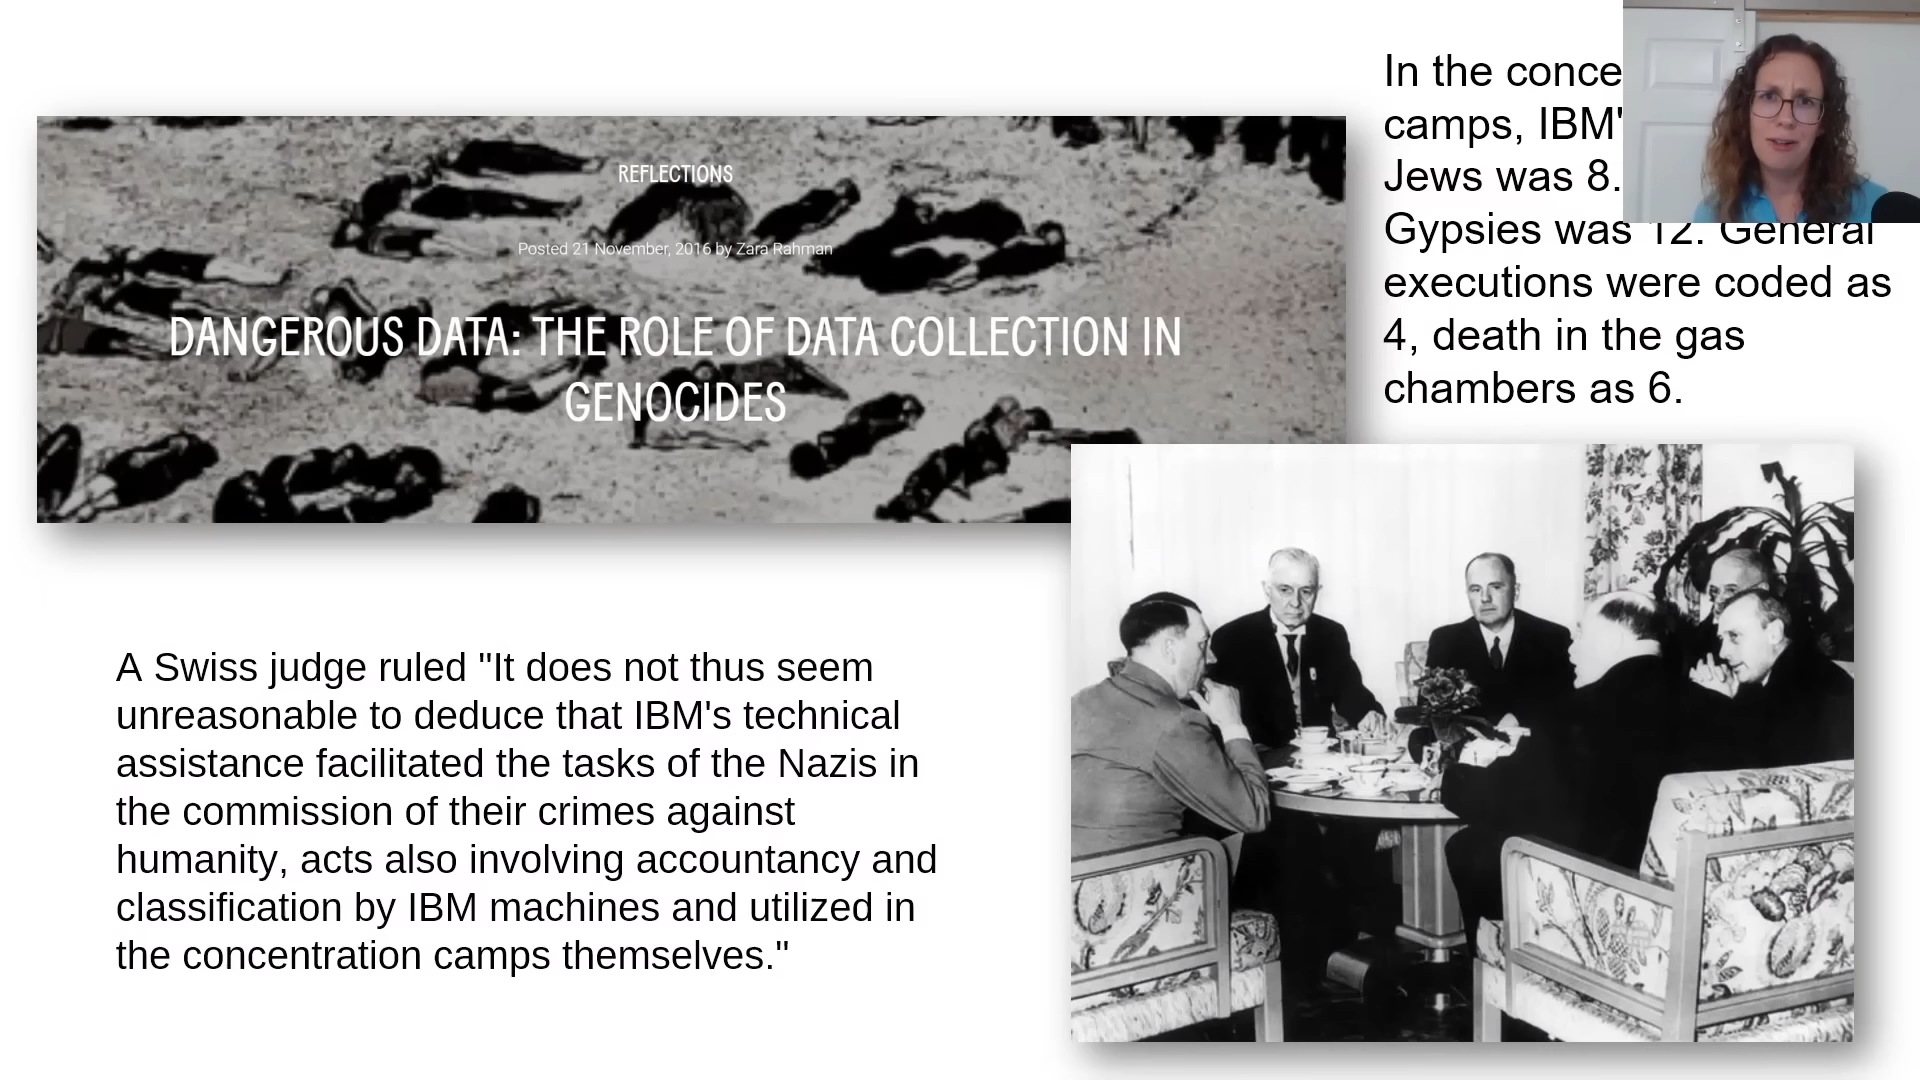 REFLECTIONS
Posted 21 November, 2016 by Zara Rahman
DANGEROUS DATA: THE ROLE OF DATA COLLECTION IN
GENOCIDES
In the conce
camps, IBM'
Jews was 8.
Gypsies was 12. General
executions were coded as
4, death in the gas
chambers as 6.
A Swiss judge ruled "It does not thus seem
unreasonable to deduce that IBM's technical
assistance facilitated the tasks of the Nazis in
the commission of their crimes against
humanity, acts also involving accountancy and
classification by IBM machines and utilized in
the concentration camps themselves."